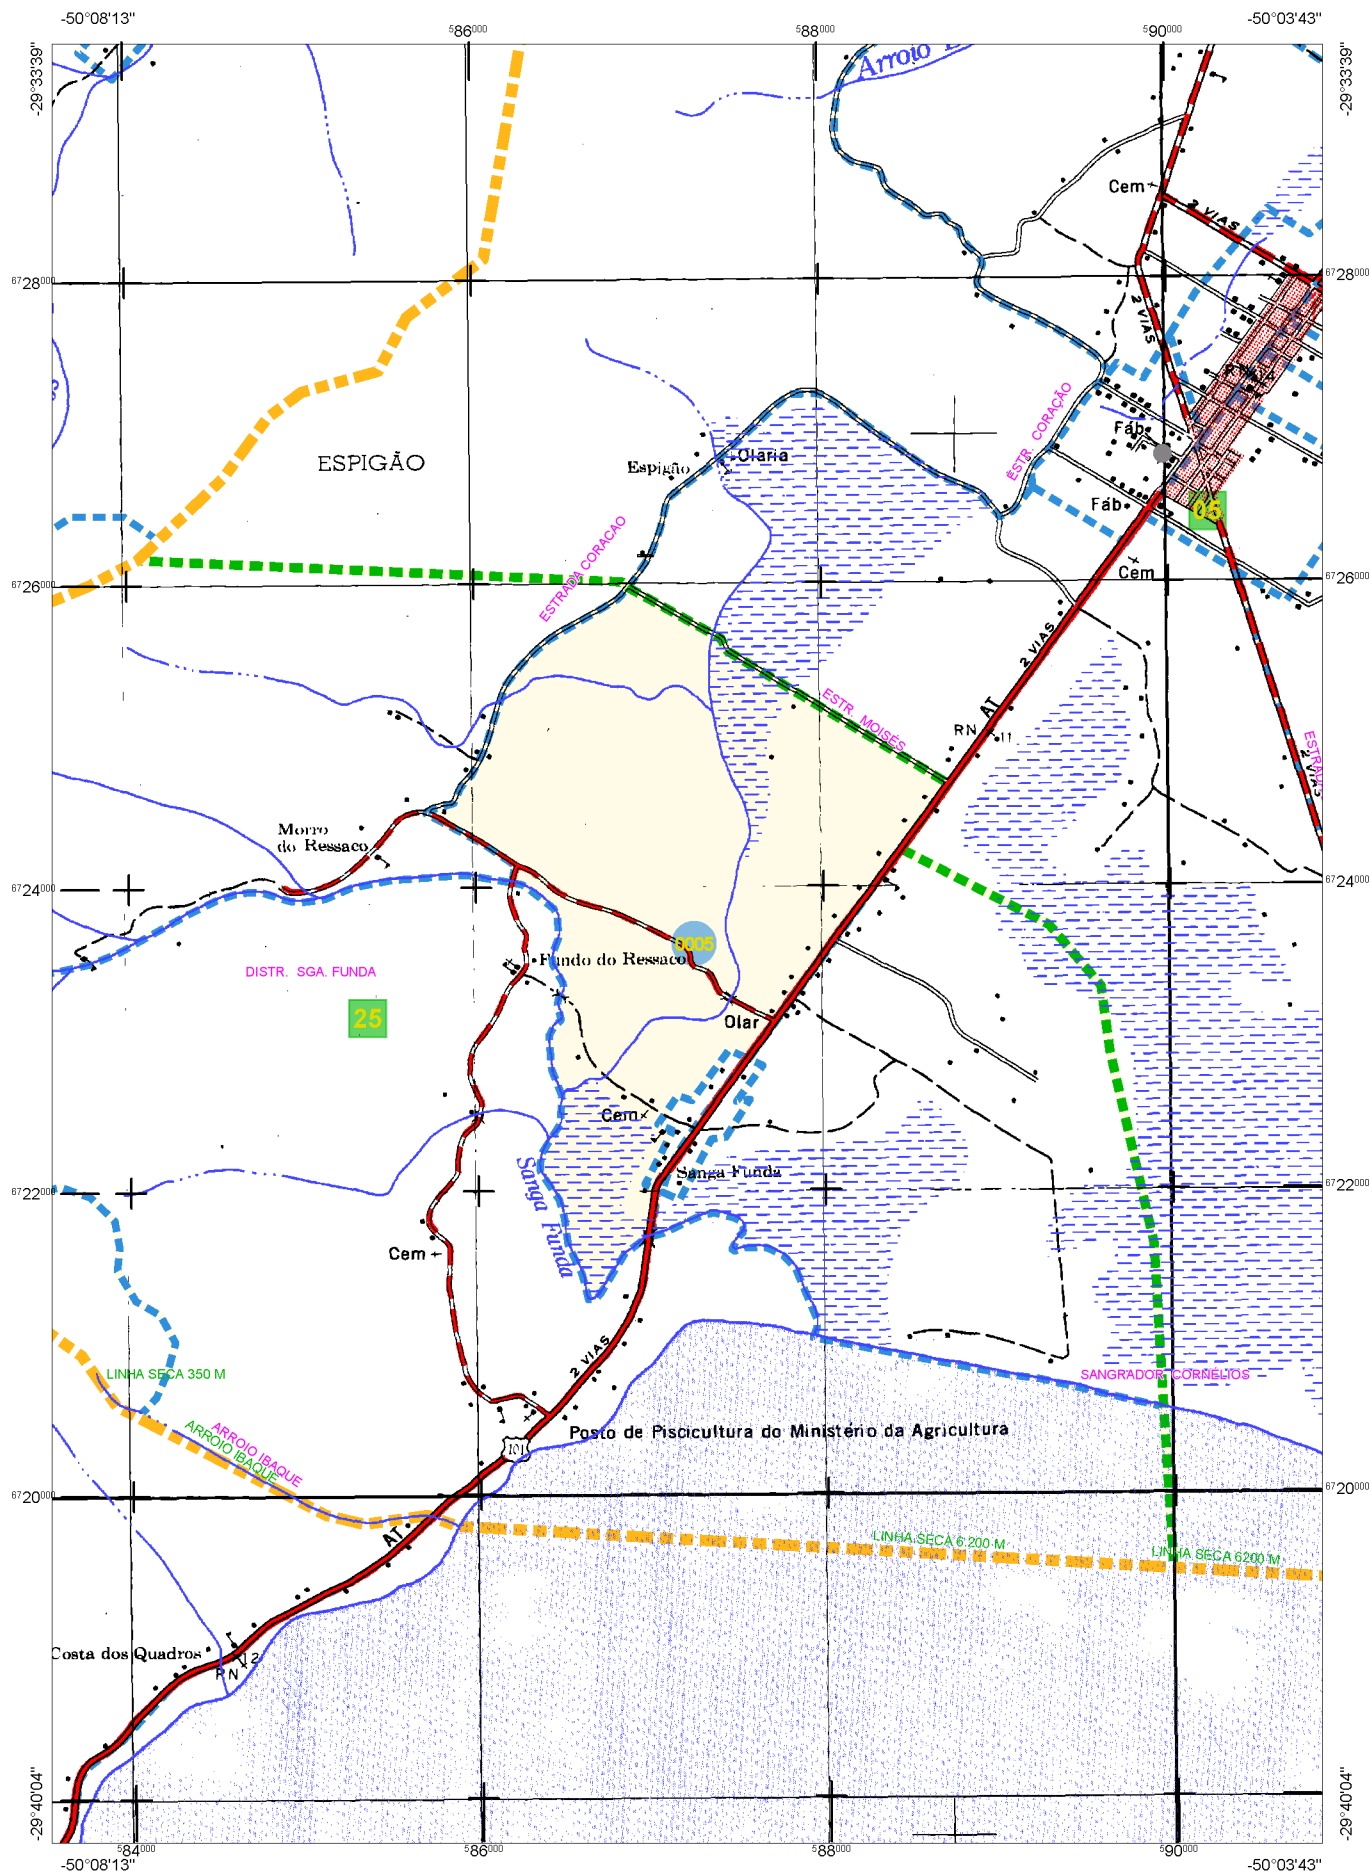 -50°08'13"
-50°03'43"
586000
588000
590000
-29°33'39"
-29°33'39"
Arroio
Cem
2 VIAS
6728000
6728000
2 VIAS
ESTR. CORAÇÃO
Fáb
ESPIGÃO
Espigão
Olaria
Fáb
05
ESTRADA CORACAO
Cem
6726000
6726000
2 VIAS
ESTR. MOISÉS
AT
RN
11
ESTRADA
2 VIAS
Morro
do Ressaco
6724000
6724000
0005
Fundo do Ressaco
DISTR. SGA. FUNDA
25
Olar
Cem
Sanga Funda
Sanga Funda
6722000
6722000
Cem
2 VIAS
LINHA SECA 350 M
SANGRADOR CORNÉLIOS
ARROIO IBAQUE
ARROIO IBAQUE
Posto de Piscicultura do Ministério da Agricultura
101
6720000
6720000
AT
LINHA SECA 6.200 M
LINHA SECA 6200 M
Costa dos Quadros
RN
12
-29°40'04"
-29°40'04"
584000
586000
588000
590000
-50°08'13"
-50°03'43"